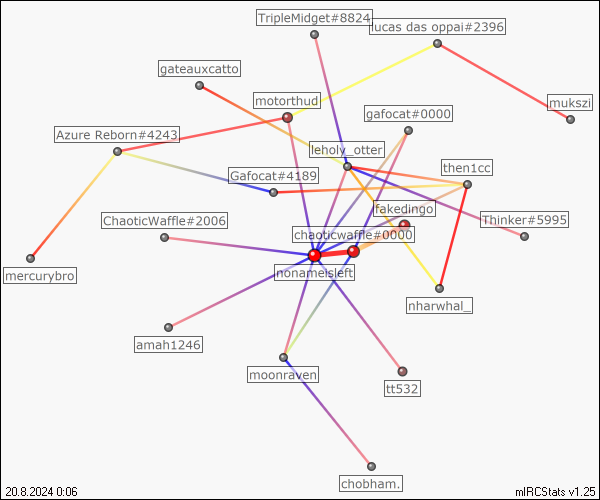 TripleMidget#8824
lucas das oppai#2396
gateauxcatto
motorthud
mukszi
gafocat#0000
Azure Reborn#4243
leholy_otter
then1cc
Gafocat#4189
fakedingo
ChaoticWaffle#2006
Thinker#5995
chaoticwaffle#0000
mercurybro
nonameisleft
nharwhal_
amah1246
moonraven
tt532
chobham.
20.8.2024 0:06
mIRCStats v1.25